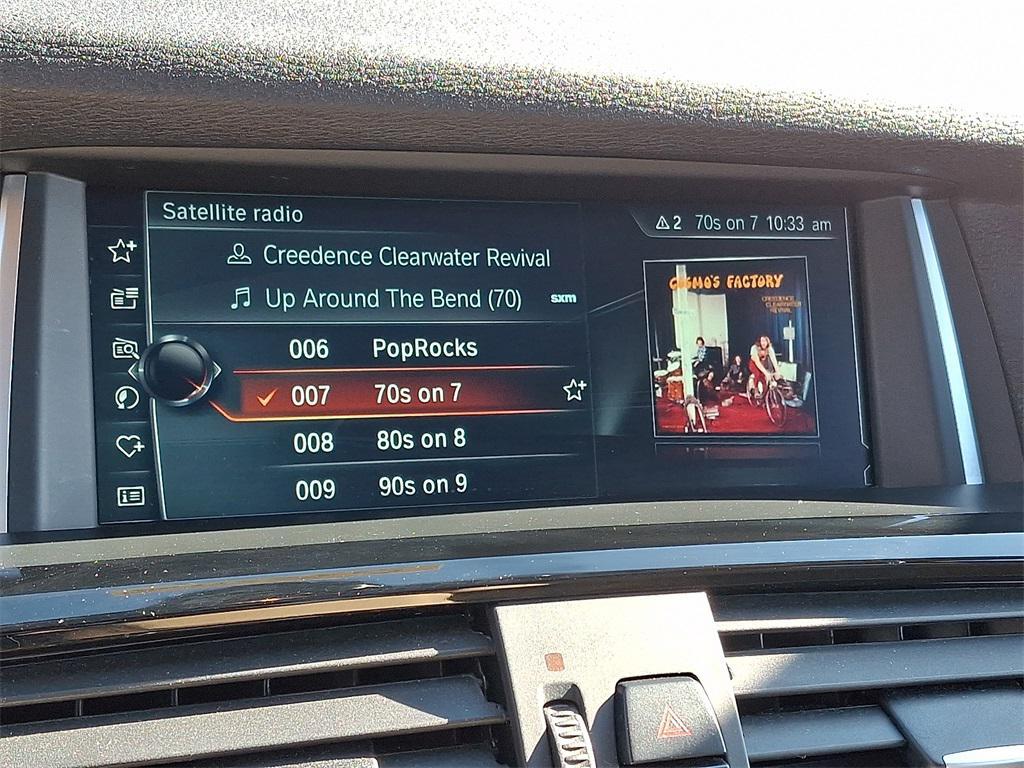 Satellite radio
2 70s on 7 10:33 am
Creedence Clearwater Revival
Up Around The Bend (70) sxm
006 PopRocks
007 70s on 7
008 80s on 8
009 90s on 9
COSMO'S FACTORY
CREEDENCE
CLEARWATER
REVIVAL